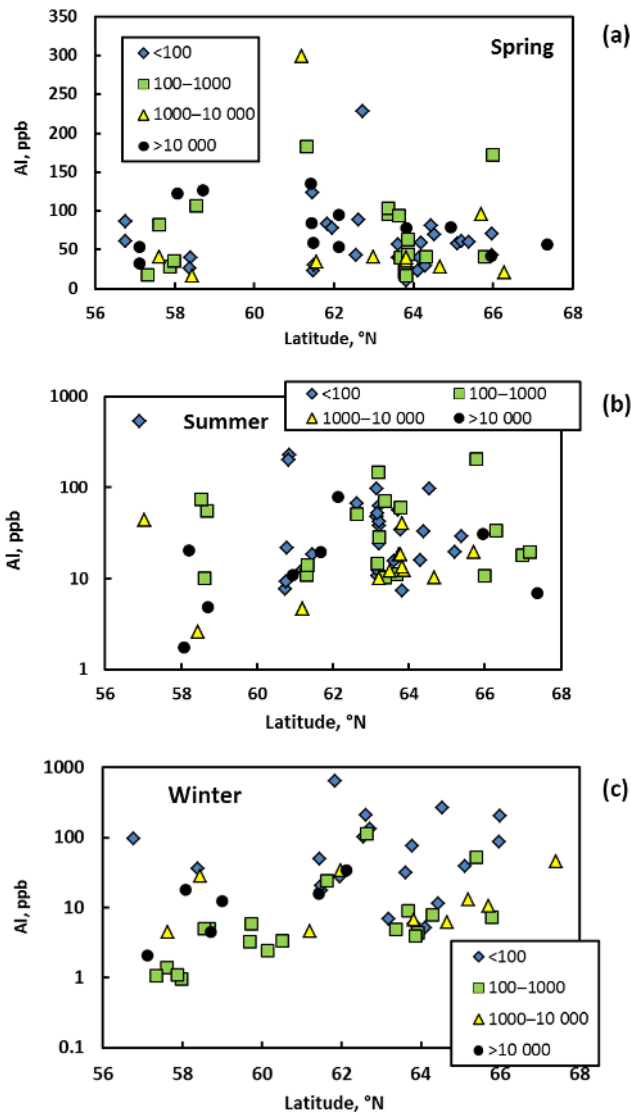 (a)
Spring
<100
100–1000
1000–10 000
>10 000
Al, ppb
350
300
250
200
150
100
50
0
56 58 60 62 64 66 68
Latitude, °N
(b)
Summer
<100 100–1000
1000–10 000 >10 000
Al, ppb
1000
100
10
1
56 58 60 62 64 66 68
Latitude, °N
(c)
Winter
Al, ppb
1000
100
10
1
0.1
<100
100–1000
1000–10 000
>10 000
56 58 60 62 64 66 68
Latitude, °N